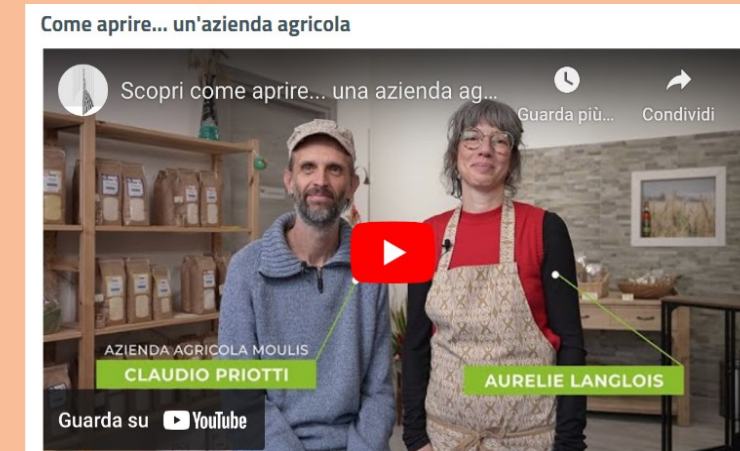 Come aprire... un'azienda agricola
Scopri come aprire... una azienda ag...
Guarda più...
Condividi
AZIENDA AGRICOLA MOULIS
CLAUDIO PRIOTTI
AURELIE LANGLOIS
Guarda su YouTube